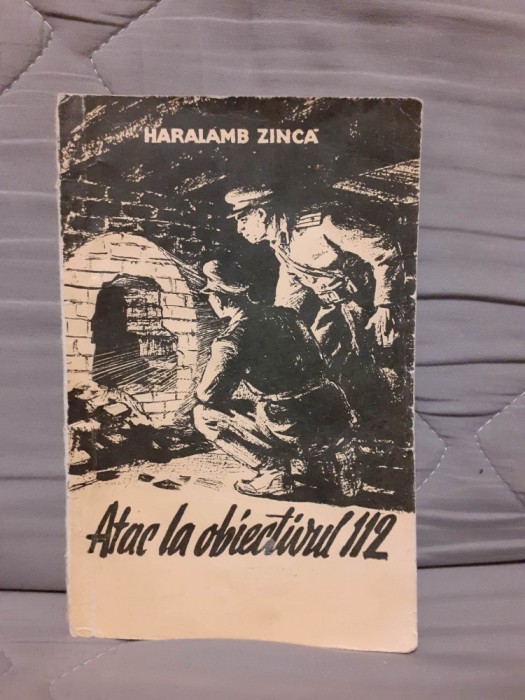 HARALAMB ZINCĂ
Atac la obiectivul 112